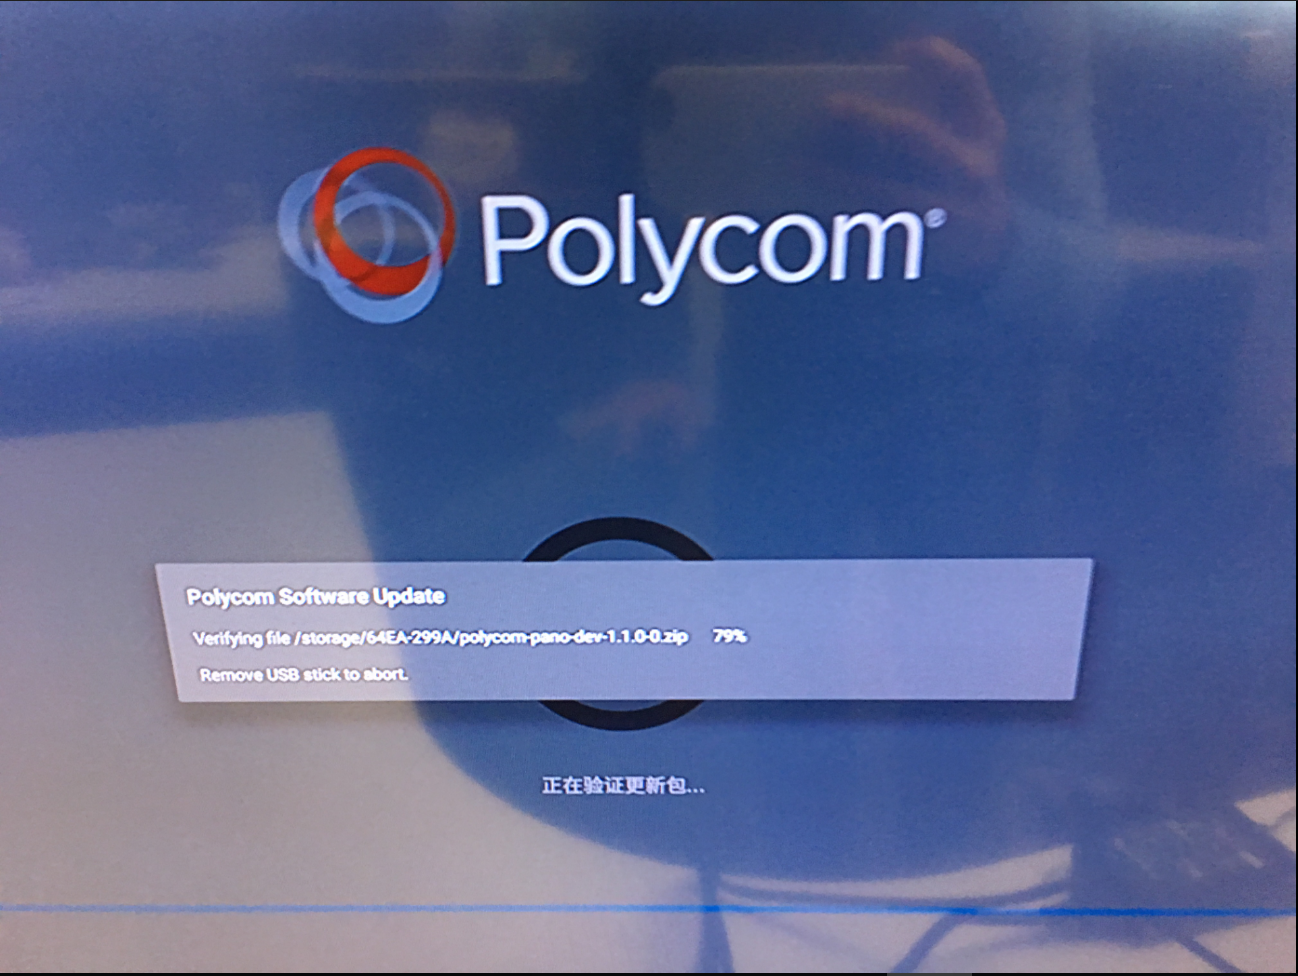 Polycom®
Polycom Software Update
Verifying file /storage/64EA-299A/polycom-pano-dev-1.1.0-0.zip 79%
Remove USB stick to abort.
正在验证更新包...